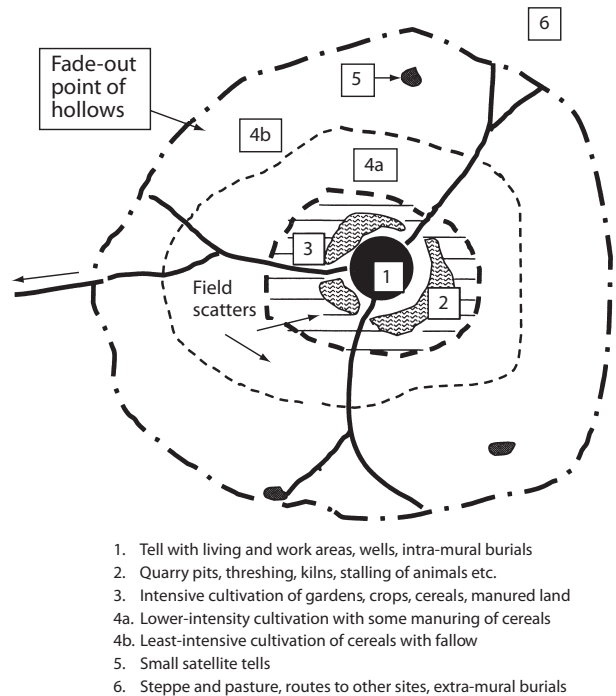 6
Fade-out
point of
hollows
5
4b
4a
3
1
Field
scatters
2
1. Tell with living and work areas, wells, intra-mural burials
2. Quarry pits, threshing, kilns, stalling of animals etc.
3. Intensive cultivation of gardens, crops, cereals, manured land
4a. Lower-intensity cultivation with some manuring of cereals
4b. Least-intensive cultivation of cereals with fallow
5. Small satellite tells
6. Steppe and pasture, routes to other sites, extra-mural burials